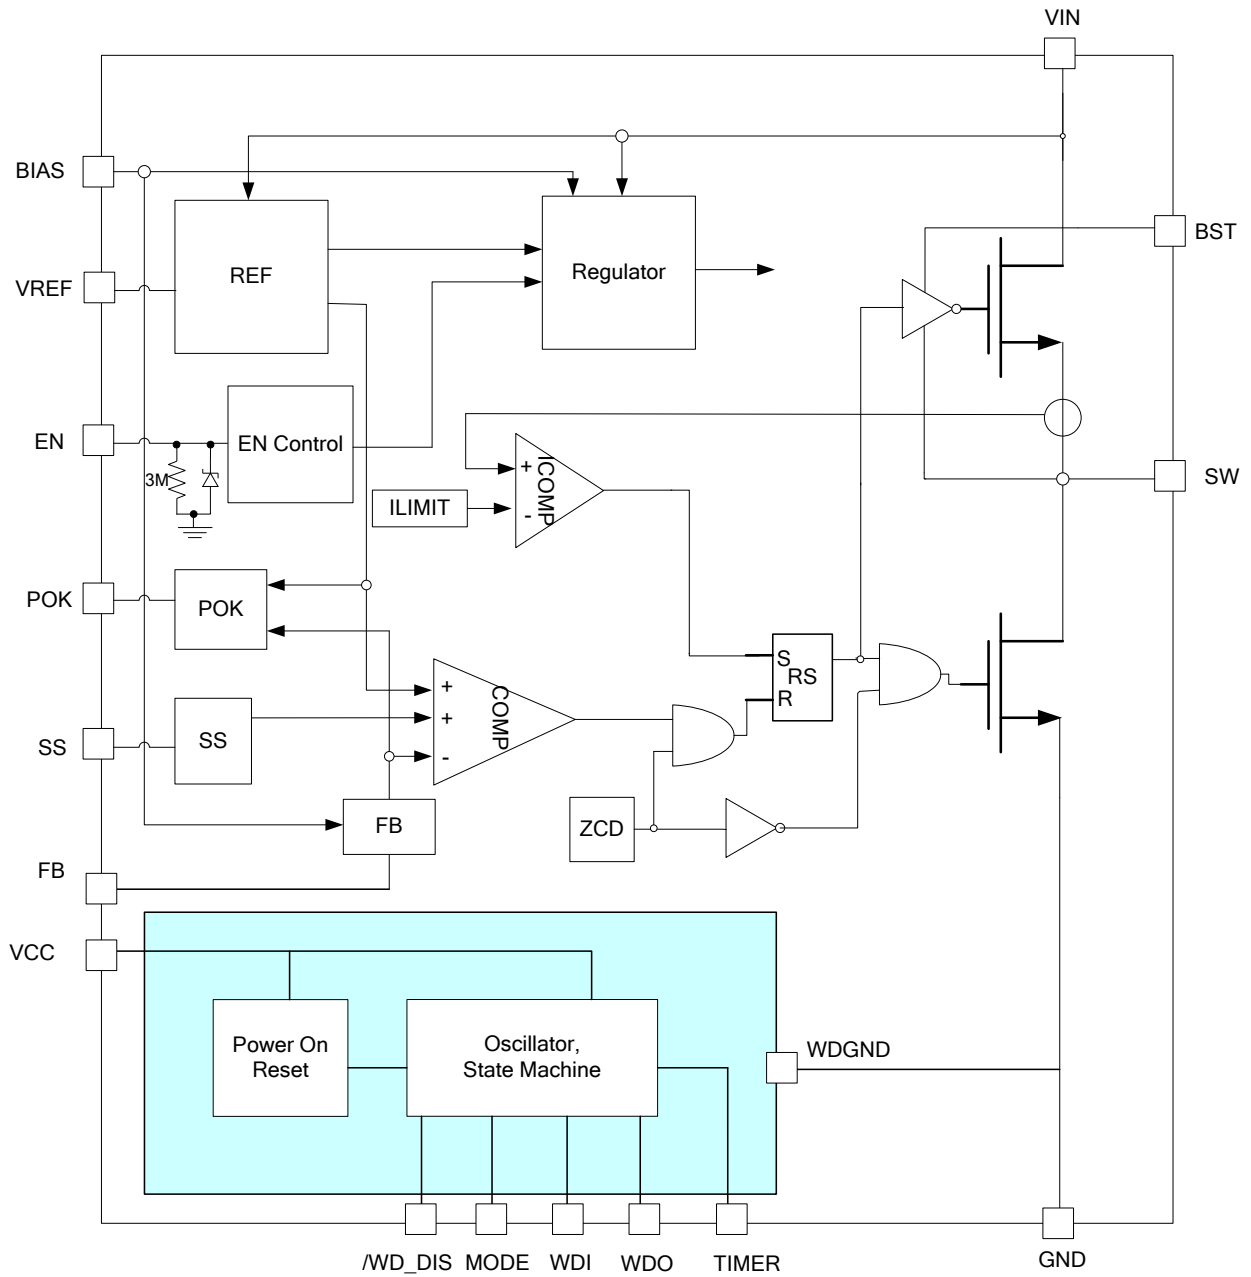 VIN
BIAS
BST
REF
Regulator
VREF
EN
EN Control
3M
ILIMIT
+
-
ICOMP
SW
POK
POK
S
RS
R
+
+
-
COMP
SS
SS
ZCD
FB
FB
VCC
Power On
Reset
Oscillator,
State Machine
WDGND
/WD_DIS
MODE
WDI
WDO
TIMER
GND